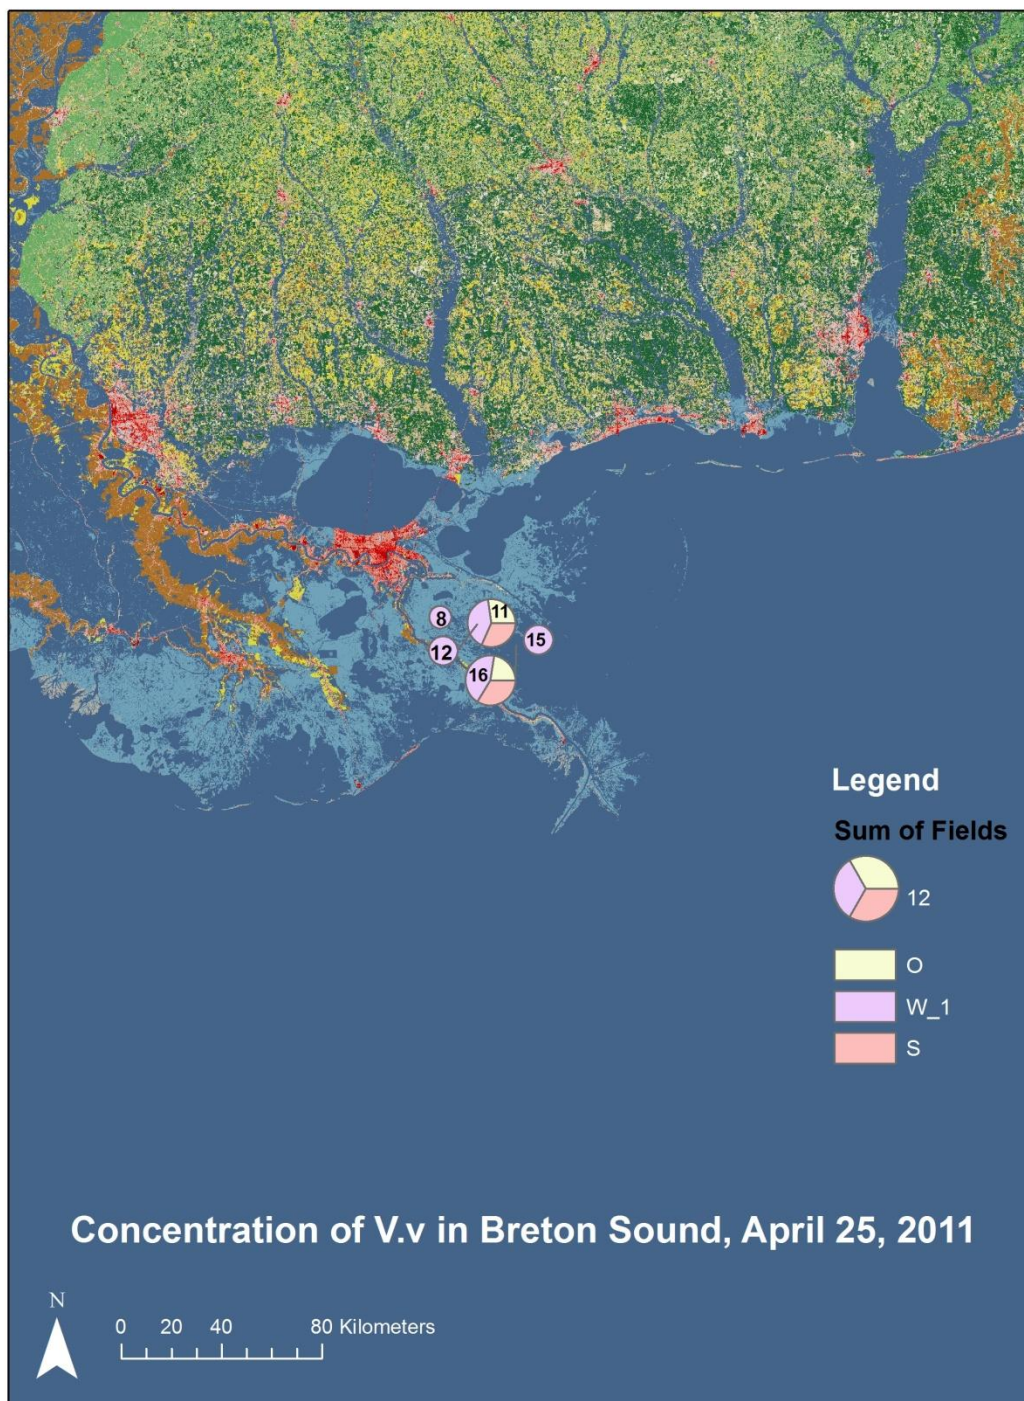 11
8
15
12
16
Legend
Sum of Fields
12
O
W_1
S
Concentration of V.v in Breton Sound, April 25, 2011
N
0 20 40 80 Kilometers